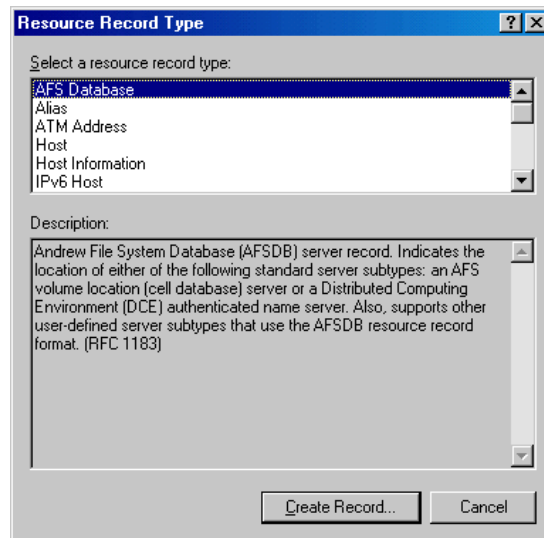 Resource Record Type
Select a resource record type:
AFS Database
Alias
ATM Address
Host
Host Information
IPv6 Host
Description:
Andrew File System Database (AFSDB) server record. Indicates the
location of either of the following standard server subtypes: an AFS
volume location (cell database) server or a Distributed Computing
Environment (DCE) authenticated name server. Also, supports other
user-defined server subtypes that use the AFSDB resource record
format. (RFC 1183)
Create Record...
Cancel